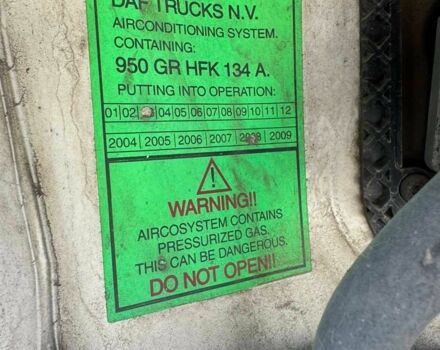 DAF TRUCKS N.V.
AIRCONDITIONING SYSTEM.
CONTAINING:
950 GR HFK 134 A.
PUTTING INTO OPERATION:
01|02| |04|05|06|07|08|09|10|11|12
2004|2005|2006|2007|2008|2009
WARNING!!
AIRCOSYSTEM CONTAINS
PRESSURIZED GAS.
THIS CAN BE DANGEROUS.
DO NOT OPEN!!